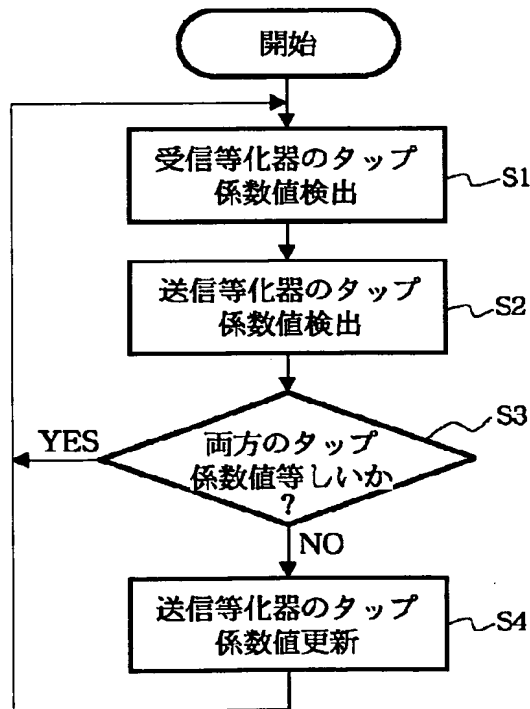 開始
受信等化器のタップ
係数値検出
S1
送信等化器のタップ
係数値検出
S2
両方のタップ
係数値等しいか
?
S3
YES
NO
送信等化器のタップ
係数値更新
S4